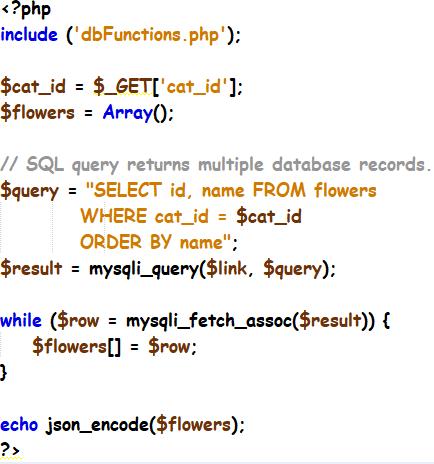 <?php
include ('dbFunctions.php');
$cat_id = $_GET['cat_id'];
$flowers = Array();
// SQL query returns multiple database records.
$query = "SELECT id, name FROM flowers
WHERE cat_id = $cat_id
ORDER BY name";
$result = mysqli_query($link, $query);
while ($row = mysqli_fetch_assoc($result)) {
$flowers[] = $row;
}
echo json_encode($flowers);
?>